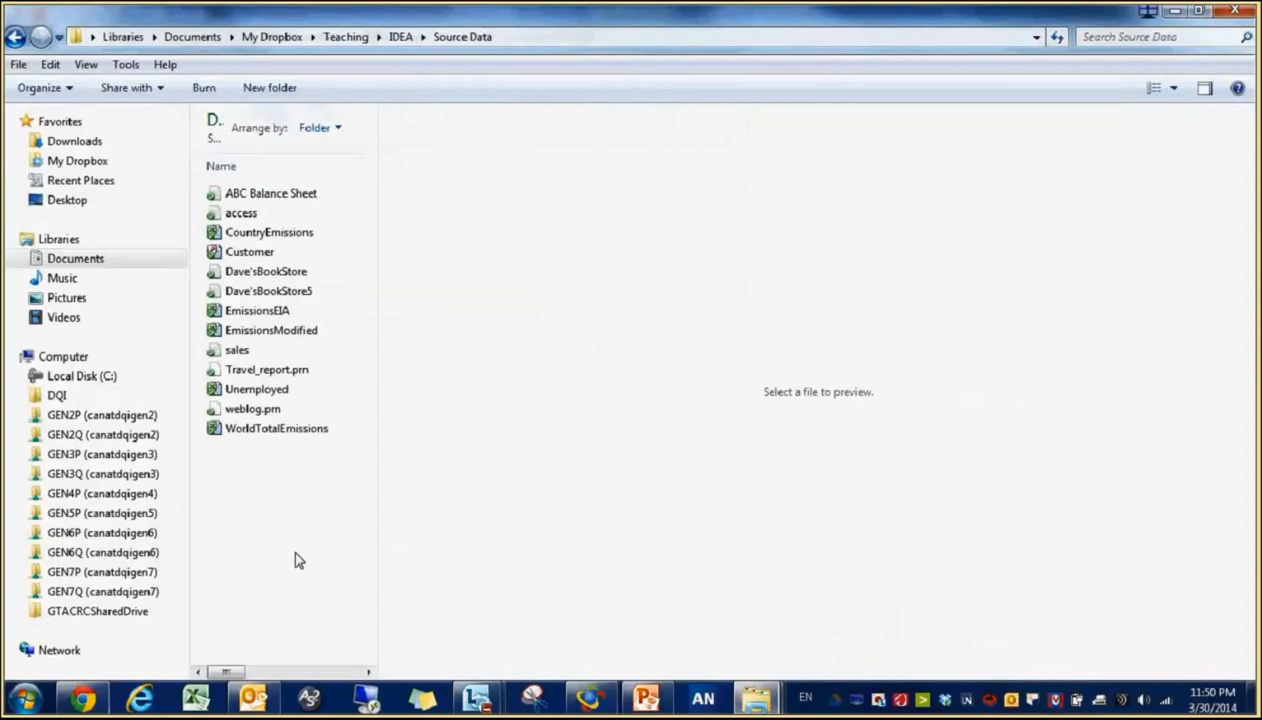 Libraries Documents My Dropbox Teaching IDEA Source Data
Search Source Data
File Edit View Tools Help
Organize Share with Burn New folder
Favorites
Downloads
My Dropbox
Recent Places
Desktop
Libraries
Documents
Music
Pictures
Videos
Computer
Local Disk (C:)
DQI
GEN2P (canatdqigen2)
GEN2Q (canatdqigen2)
GEN3P (canatdqigen3)
GEN3Q (canatdqigen3)
GEN4P (canatdqigen4)
GEN5P (canatdqigen5)
GEN6P (canatdqigen6)
GEN6Q (canatdqigen6)
GEN7P (canatdqigen7)
GEN7Q (canatdqigen7)
GTACRCSharedDrive
Network
D...
S...
Arrange by: Folder
Name
ABC Balance Sheet
access
CountryEmissions
Customer
Dave'sBookStore
Dave'sBookStore5
EmissionsEIA
EmissionsModified
sales
Travel_report.prn
Unemployed
weblog.prn
WorldTotalEmissions
Select a file to preview.
AN
EN
11:50 PM
3/30/2014